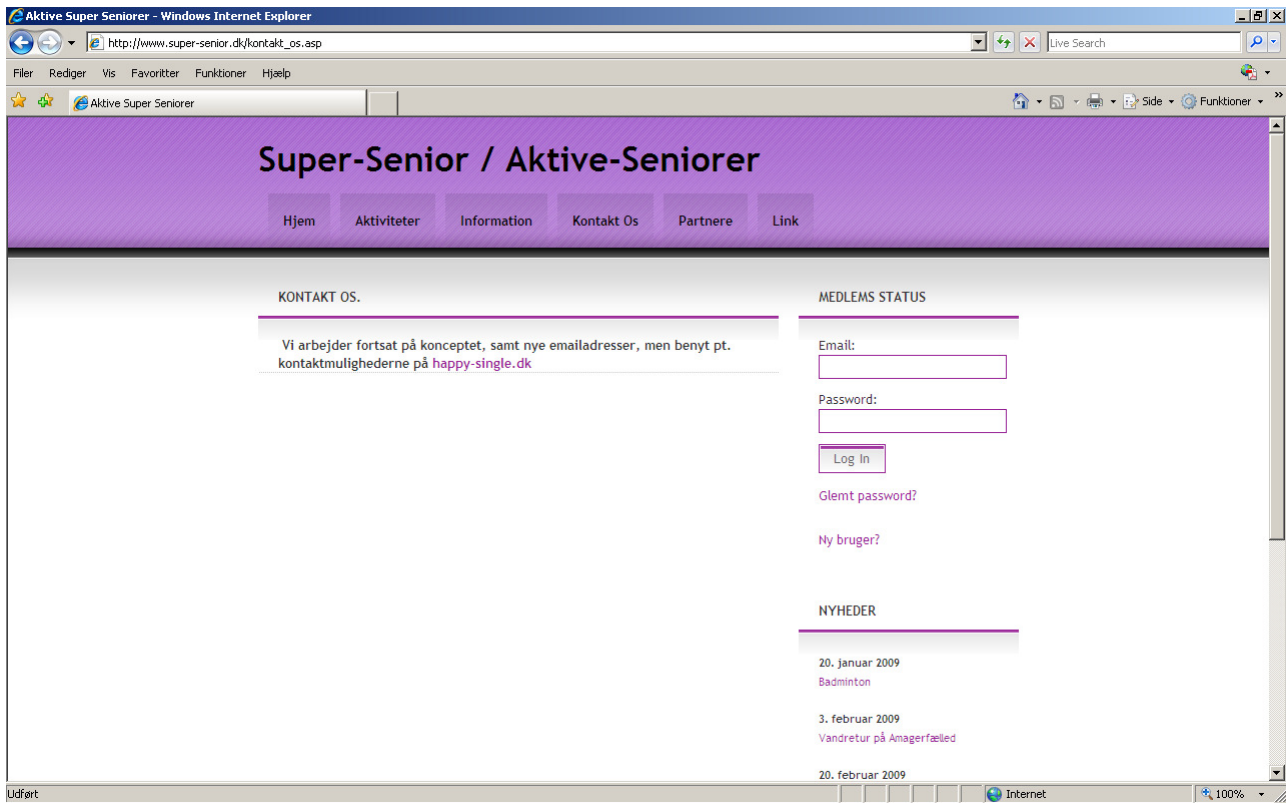 Aktive Super Seniorer - Windows Internet Explorer
http://www.super-senior.dk/kontakt_os.asp
Live Search
Filer Rediger Vis Favoritter Funktioner Hjælp
Aktive Super Seniorer
Side Funktioner
Super-Senior / Aktive-Seniorer
Hjem Aktiviteter Information Kontakt Os Partnere Link
KONTAKT OS.
Vi arbejder fortsat på konceptet, samt nye emailadresser, men benyt pt.
kontaktmulighederne på happy-single.dk
MEDLEMS STATUS
Email:
Password:
Log In
Glemt password?
Ny bruger?
NYHEDER
20. januar 2009
Badminton
3. februar 2009
Vandretur på Amagerfælled
20. februar 2009
Udført
Internet
100%